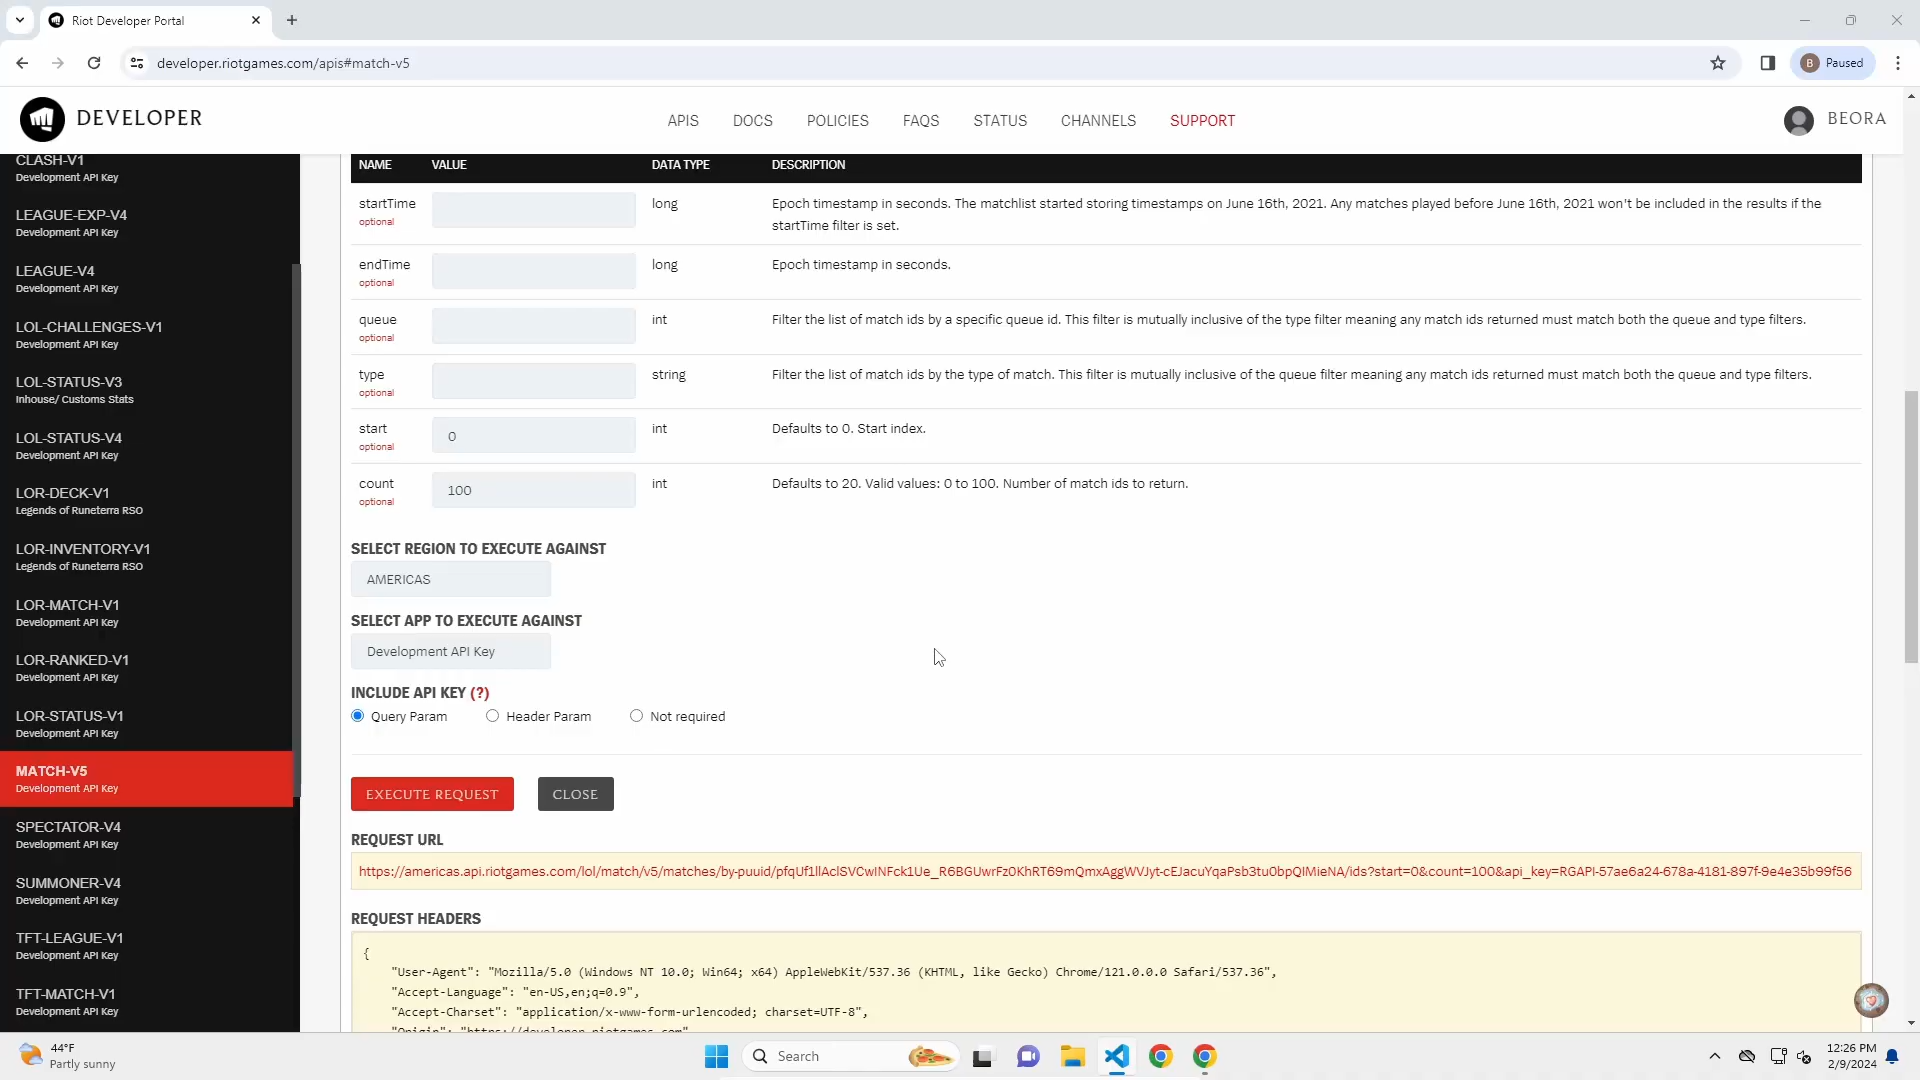 Riot Developer Portal
developer.riotgames.com/apis#match-v5
B Paused
DEVELOPER
APIS DOCS POLICIES FAQS STATUS CHANNELS SUPPORT
BEORA
CLASH-V1
Development API Key
LEAGUE-EXP-V4
Development API Key
LEAGUE-V4
Development API Key
LOL-CHALLENGES-V1
Development API Key
LOL-STATUS-V3
Inhouse/ Customs Stats
LOL-STATUS-V4
Development API Key
LOR-DECK-V1
Legends of Runeterra RSO
LOR-INVENTORY-V1
Legends of Runeterra RSO
LOR-MATCH-V1
Development API Key
LOR-RANKED-V1
Development API Key
LOR-STATUS-V1
Development API Key
MATCH-V5
Development API Key
SPECTATOR-V4
Development API Key
SUMMONER-V4
Development API Key
TFT-LEAGUE-V1
Development API Key
TFT-MATCH-V1
Development API Key
NAME VALUE DATA TYPE DESCRIPTION
startTime long Epoch timestamp in seconds. The matchlist started storing timestamps on June 16th, 2021. Any matches played before June 16th, 2021 won't be included in the results if the
optional startTime filter is set.
endTime long Epoch timestamp in seconds.
optional
queue int Filter the list of match ids by a specific queue id. This filter is mutually inclusive of the type filter meaning any match ids returned must match both the queue and type filters.
optional
type string Filter the list of match ids by the type of match. This filter is mutually inclusive of the queue filter meaning any match ids returned must match both the queue and type filters.
optional
start 0 int Defaults to 0. Start index.
optional
count 100 int Defaults to 20. Valid values: 0 to 100. Number of match ids to return.
optional
SELECT REGION TO EXECUTE AGAINST
AMERICAS
SELECT APP TO EXECUTE AGAINST
Development API Key
INCLUDE API KEY (?)
Query Param Header Param Not required
EXECUTE REQUEST CLOSE
REQUEST URL
https://americas.api.riotgames.com/lol/match/v5/matches/by-puuid/pfqUf1llAclSVCwINFck1Ue_R6BGUwrFz0KhRT69mQmxAggWVJyt-cEJacuYqaPsb3tu0bpQlMieNA/ids?start=0&count=100&api_key=RGAPI-57ae6a24-678a-4181-897f-9e4e35b99f56
REQUEST HEADERS
{
"User-Agent": "Mozilla/5.0 (Windows NT 10.0; Win64; x64) AppleWebKit/537.36 (KHTML, like Gecko) Chrome/121.0.0.0 Safari/537.36",
"Accept-Language": "en-US,en;q=0.9",
"Accept-Charset": "application/x-www-form-urlencoded; charset=UTF-8",
"Origin": "https://developer.riotgames.com"
44°F
Partly sunny
Search
12:26 PM
2/9/2024